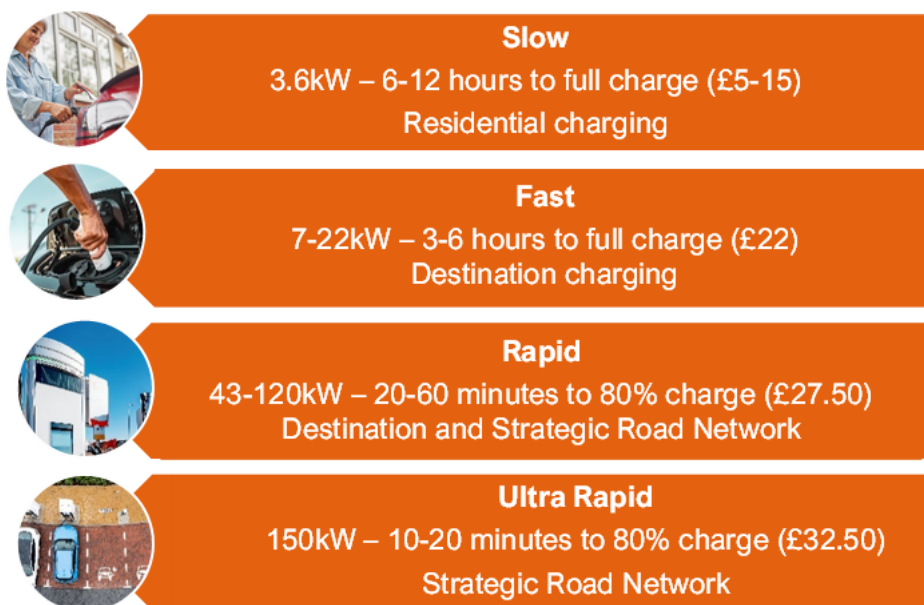 Slow
3.6kW – 6-12 hours to full charge (£5-15)
Residential charging
Fast
7-22kW – 3-6 hours to full charge (£22)
Destination charging
Rapid
43-120kW – 20-60 minutes to 80% charge (£27.50)
Destination and Strategic Road Network
Ultra Rapid
150kW – 10-20 minutes to 80% charge (£32.50)
Strategic Road Network